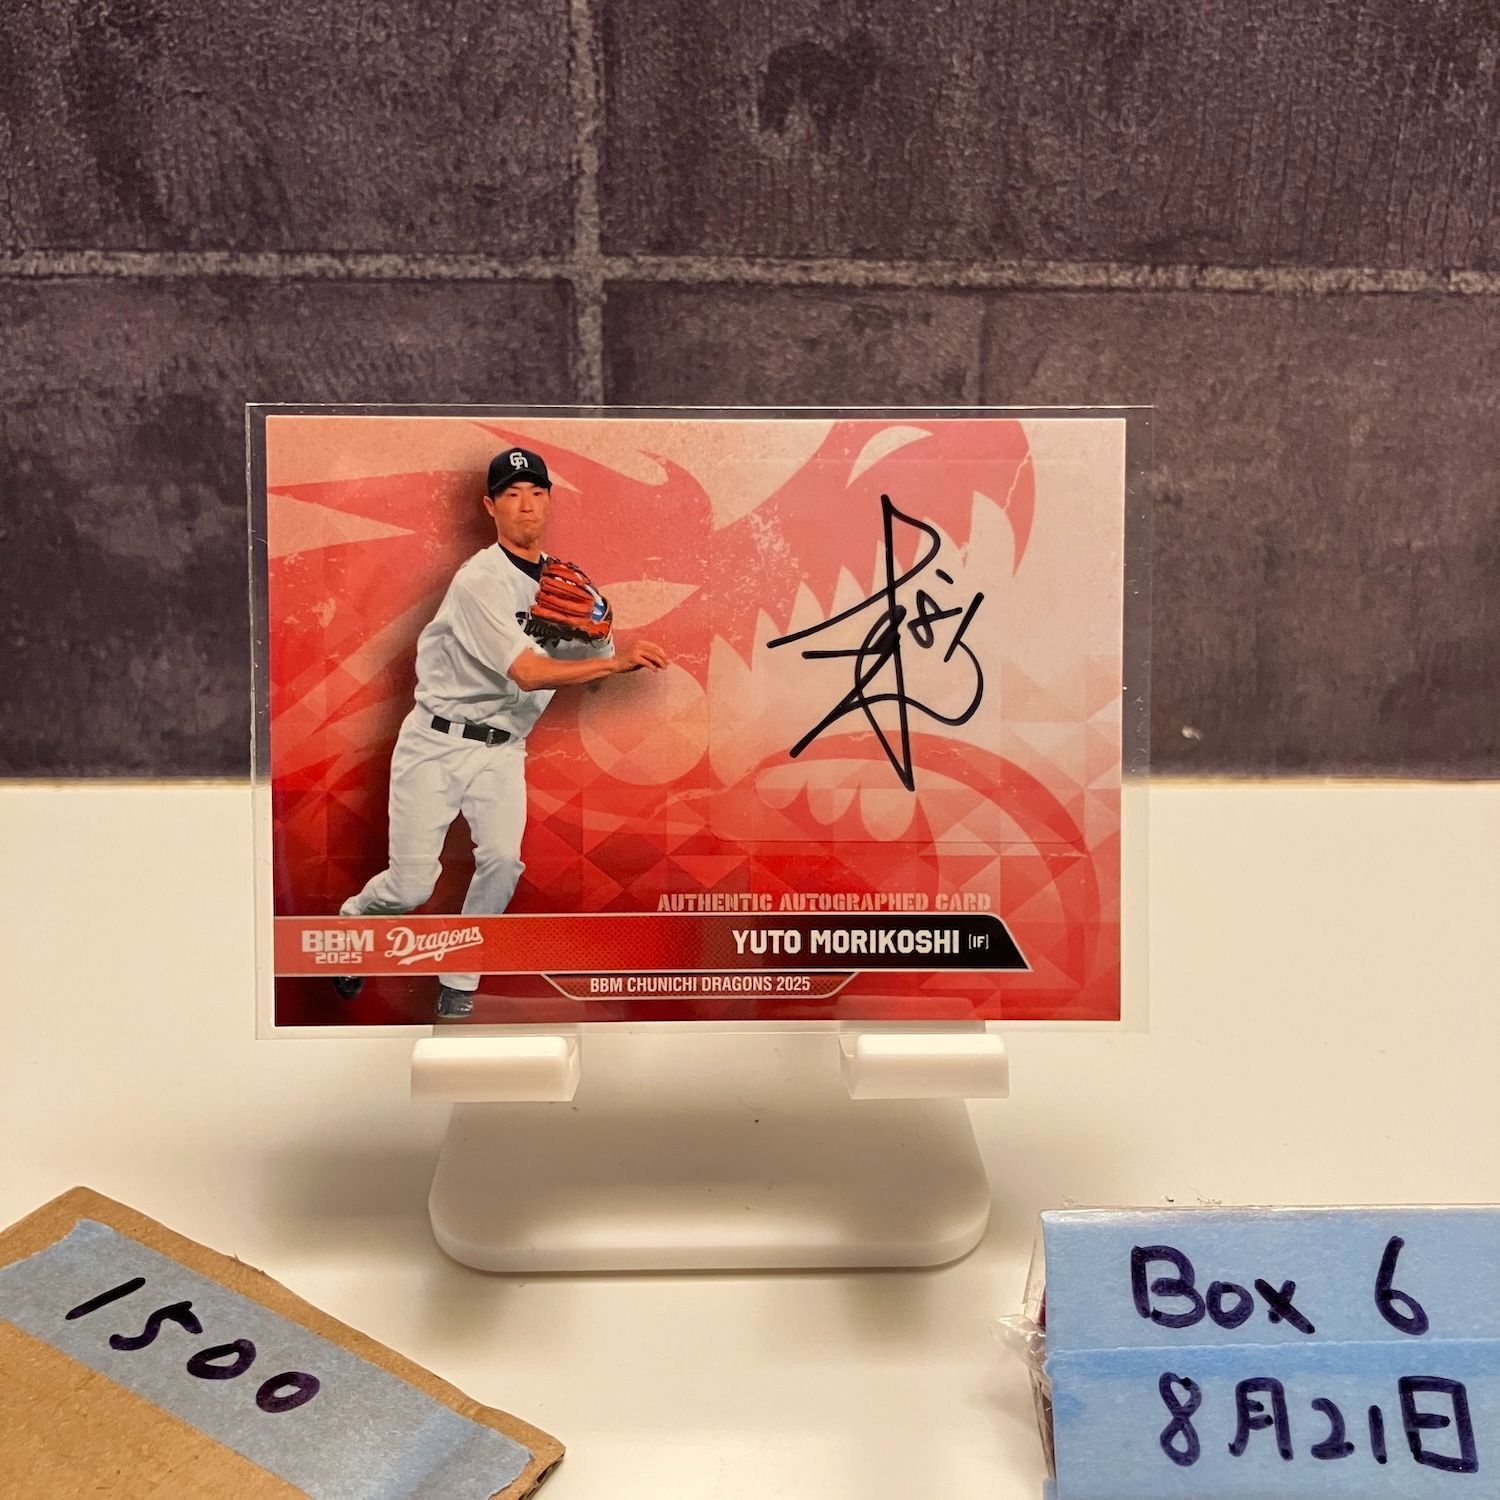 AUTHENTIC AUTOGRAPHED CARD
BBM 2025 Dragons
YUTO MORIKOSHI [IF]
BBM CHUNICHI DRAGONS 2025
1500
Box 6
8月21日